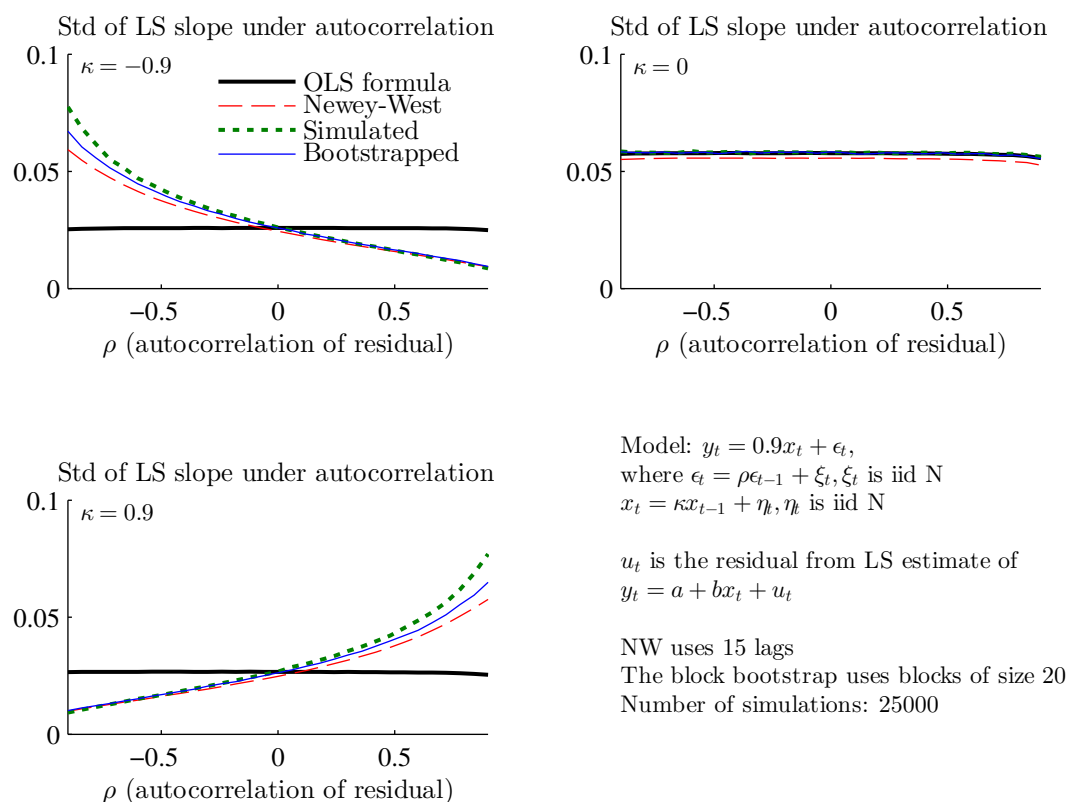 Std of LS slope under autocorrelation
0.1
κ = −0.9
OLS formula
Newey-West
Simulated
Bootstrapped
0.05
0
−0.5 0 0.5
ρ (autocorrelation of residual)
Std of LS slope under autocorrelation
0.1
κ = 0
0.05
0
−0.5 0 0.5
ρ (autocorrelation of residual)
Std of LS slope under autocorrelation
0.1
κ = 0.9
0.05
0
−0.5 0 0.5
ρ (autocorrelation of residual)
Model: yₜ = 0.9xₜ + ϵₜ,
where ϵₜ = ρϵₜ₋₁ + ξₜ, ξₜ is iid N
xₜ = κxₜ₋₁ + ηₜ, ηₜ is iid N
uₜ is the residual from LS estimate of
yₜ = a + bxₜ + uₜ
NW uses 15 lags
The block bootstrap uses blocks of size 20
Number of simulations: 25000